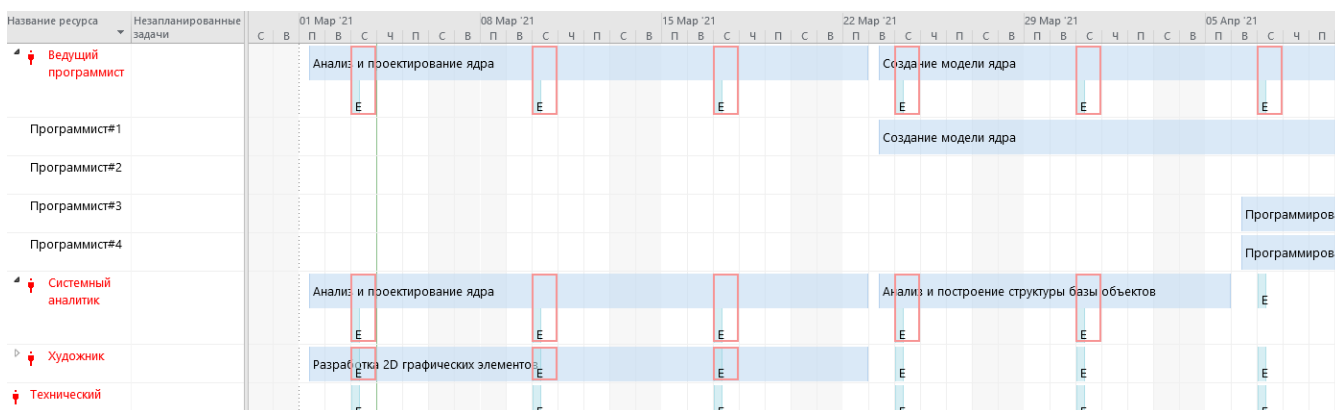 Название ресурса Незапланированные задачи 01 Мар '21 08 Мар '21 15 Мар '21 22 Мар '21 29 Мар '21 05 Апр '21
С В П В С Ч П С В П В С Ч П С В П В С Ч П С В П В С Ч П С В П В С Ч П С В П В С Ч П
Ведущий программист Анализ и проектирование ядра Создание модели ядра
Е Е Е Е Е Е
Программист#1 Создание модели ядра
Программист#2
Программист#3 Программиров
Программист#4 Программиров
Системный аналитик Анализ и проектирование ядра Анализ и построение структуры базы объектов Е
Е Е Е Е Е
Художник Разработка 2D графических элементов
Е Е Е Е Е Е
Технический
Е Е Е Е Е Е